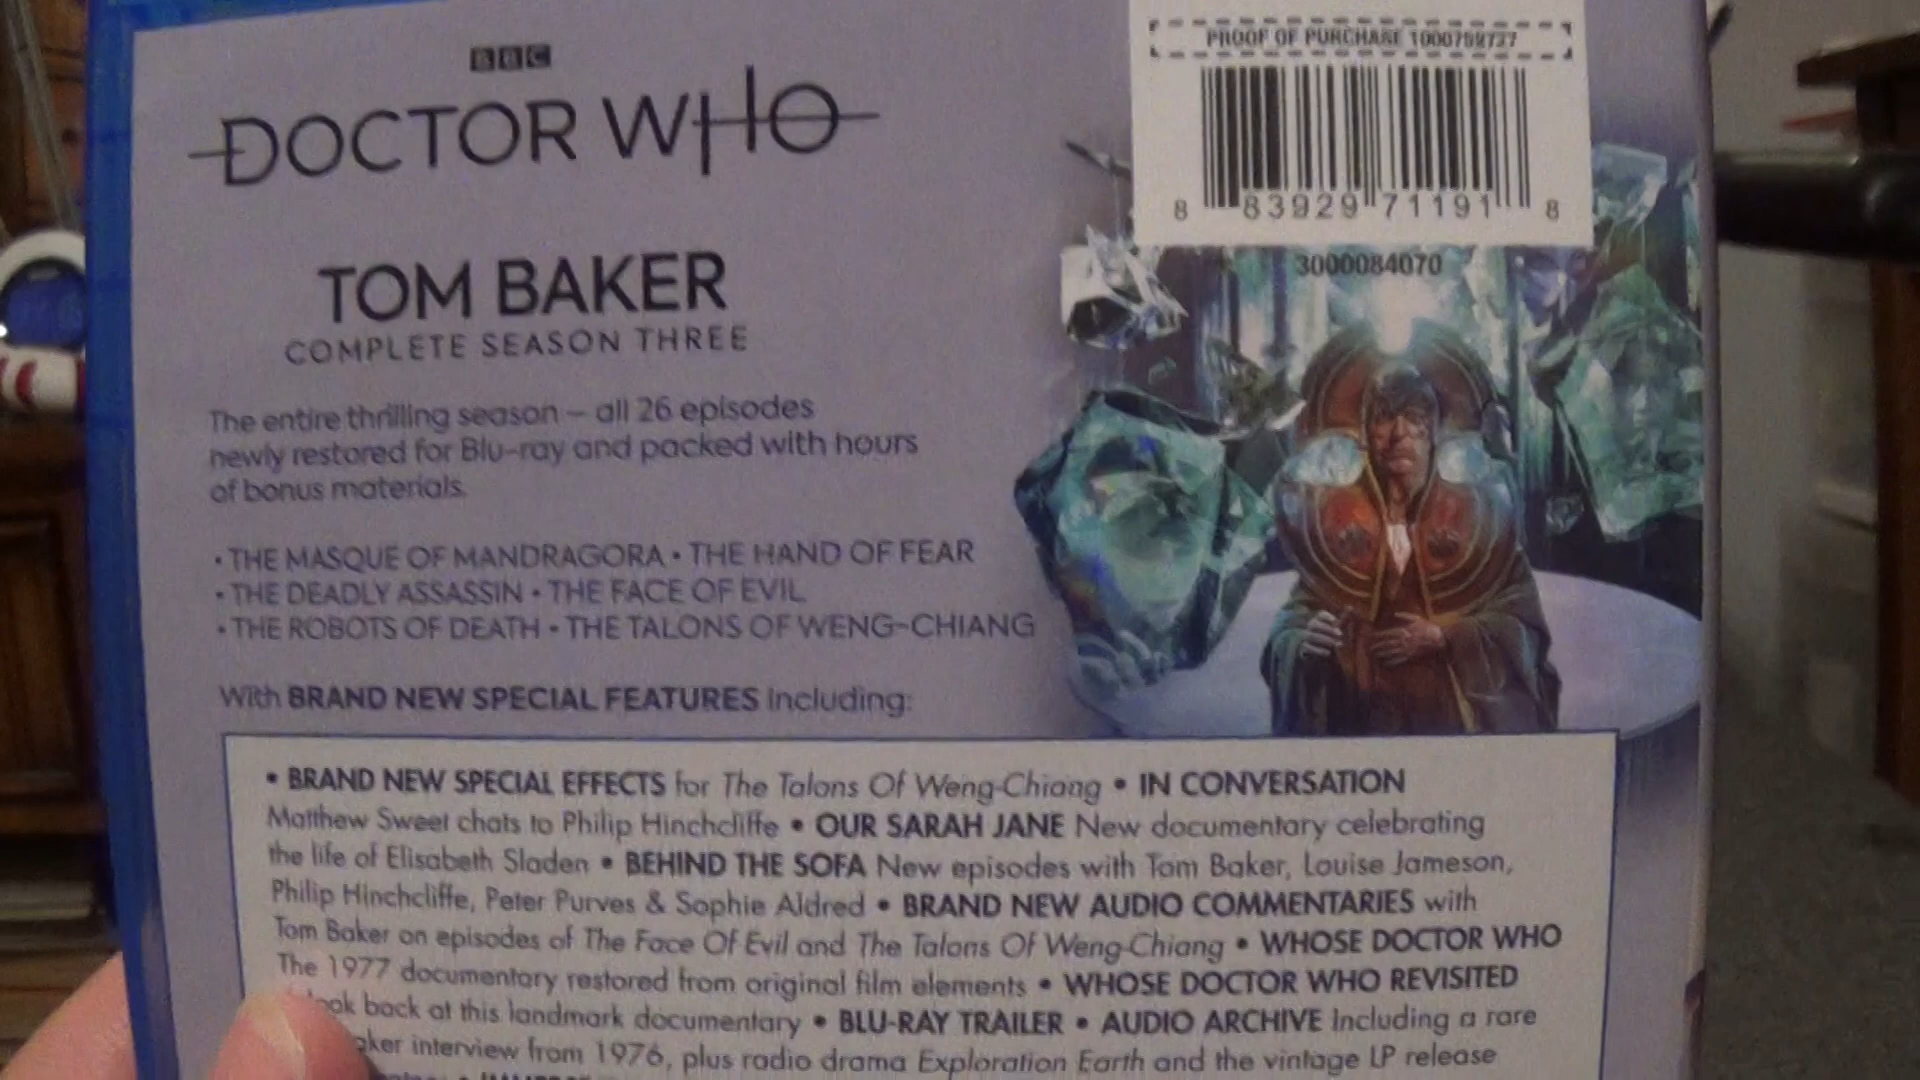 BBC
DOCTOR WHO
TOM BAKER
COMPLETE SEASON THREE
The entire thrilling season – all 26 episodes
newly restored for Blu-ray and packed with hours
of bonus materials.
• THE MASQUE OF MANDRAGORA • THE HAND OF FEAR
• THE DEADLY ASSASSIN • THE FACE OF EVIL
• THE ROBOTS OF DEATH • THE TALONS OF WENG-CHIANG
With BRAND NEW SPECIAL FEATURES Including:
PROOF OF PURCHASE 1000799727
8 83929 71191 8
3000084070
• BRAND NEW SPECIAL EFFECTS for The Talons Of Weng-Chiang • IN CONVERSATION
Matthew Sweet chats to Philip Hinchcliffe • OUR SARAH JANE New documentary celebrating
the life of Elisabeth Sladen • BEHIND THE SOFA New episodes with Tom Baker, Louise Jameson,
Philip Hinchcliffe, Peter Purves & Sophie Aldred • BRAND NEW AUDIO COMMENTARIES with
Tom Baker on episodes of The Face Of Evil and The Talons Of Weng-Chiang • WHOSE DOCTOR WHO
The 1977 documentary restored from original film elements • WHOSE DOCTOR WHO REVISITED
back at this landmark documentary • BLU-RAY TRAILER • AUDIO ARCHIVE Including a rare
interview from 1976, plus radio drama Exploration Earth and the vintage LP release